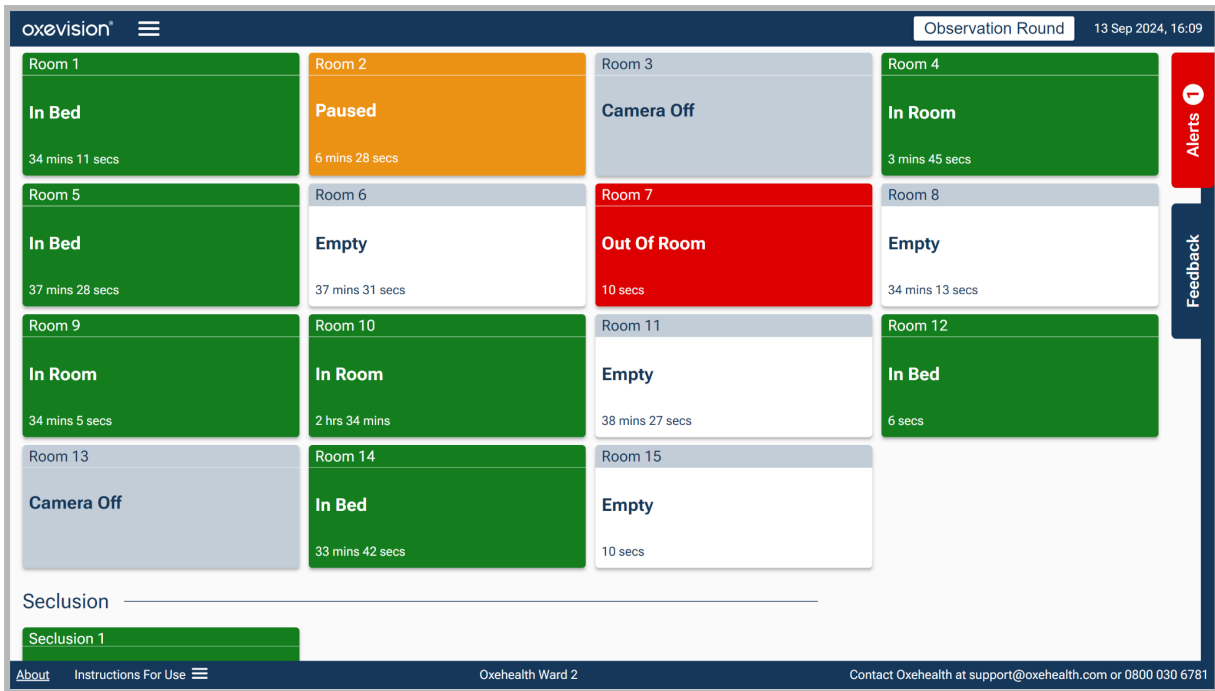 oxevision®
Observation Round
13 Sep 2024, 16:09
Room 1
In Bed
34 mins 11 secs
Room 2
Paused
6 mins 28 secs
Room 3
Camera Off
Room 4
In Room
3 mins 45 secs
Alerts 1
Room 5
In Bed
37 mins 28 secs
Room 6
Empty
37 mins 31 secs
Room 7
Out Of Room
10 secs
Room 8
Empty
34 mins 13 secs
Feedback
Room 9
In Room
34 mins 5 secs
Room 10
In Room
2 hrs 34 mins
Room 11
Empty
38 mins 27 secs
Room 12
In Bed
6 secs
Room 13
Camera Off
Room 14
In Bed
33 mins 42 secs
Room 15
Empty
10 secs
Seclusion
Seclusion 1
About
Instructions For Use
Oxehealth Ward 2
Contact Oxehealth at support@oxehealth.com or 0800 030 6781